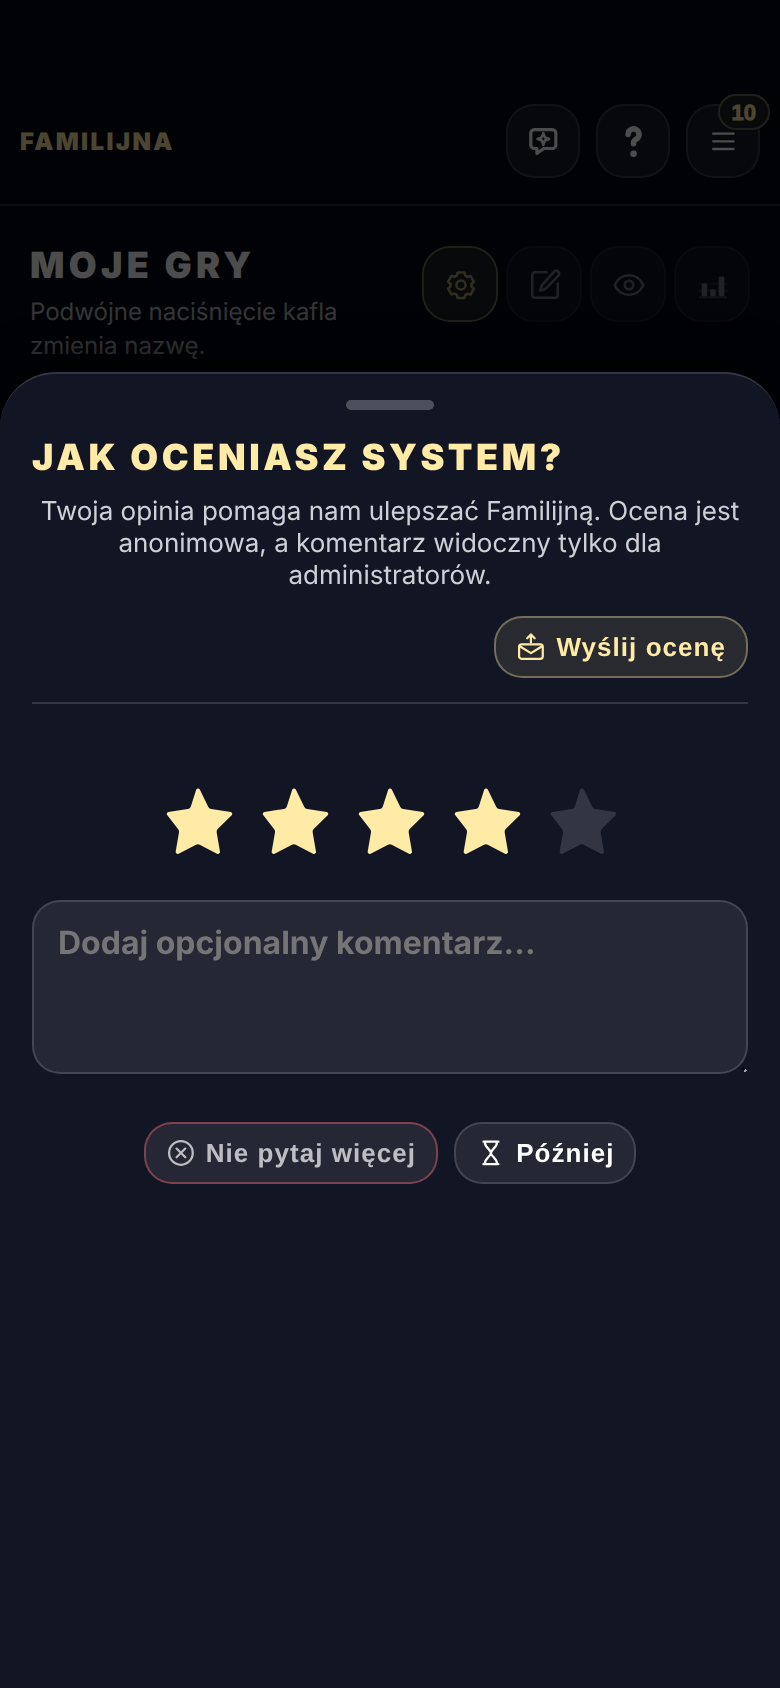 FAMILIJNA
10
MOJE GRY
Podwójne naciśnięcie kafla
zmienia nazwę.
JAK OCENIASZ SYSTEM?
Twoja opinia pomaga nam ulepszać Familijną. Ocena jest
anonimowa, a komentarz widoczny tylko dla
administratorów.
Wyślij ocenę
Dodaj opcjonalny komentarz...
Nie pytaj więcej
Później